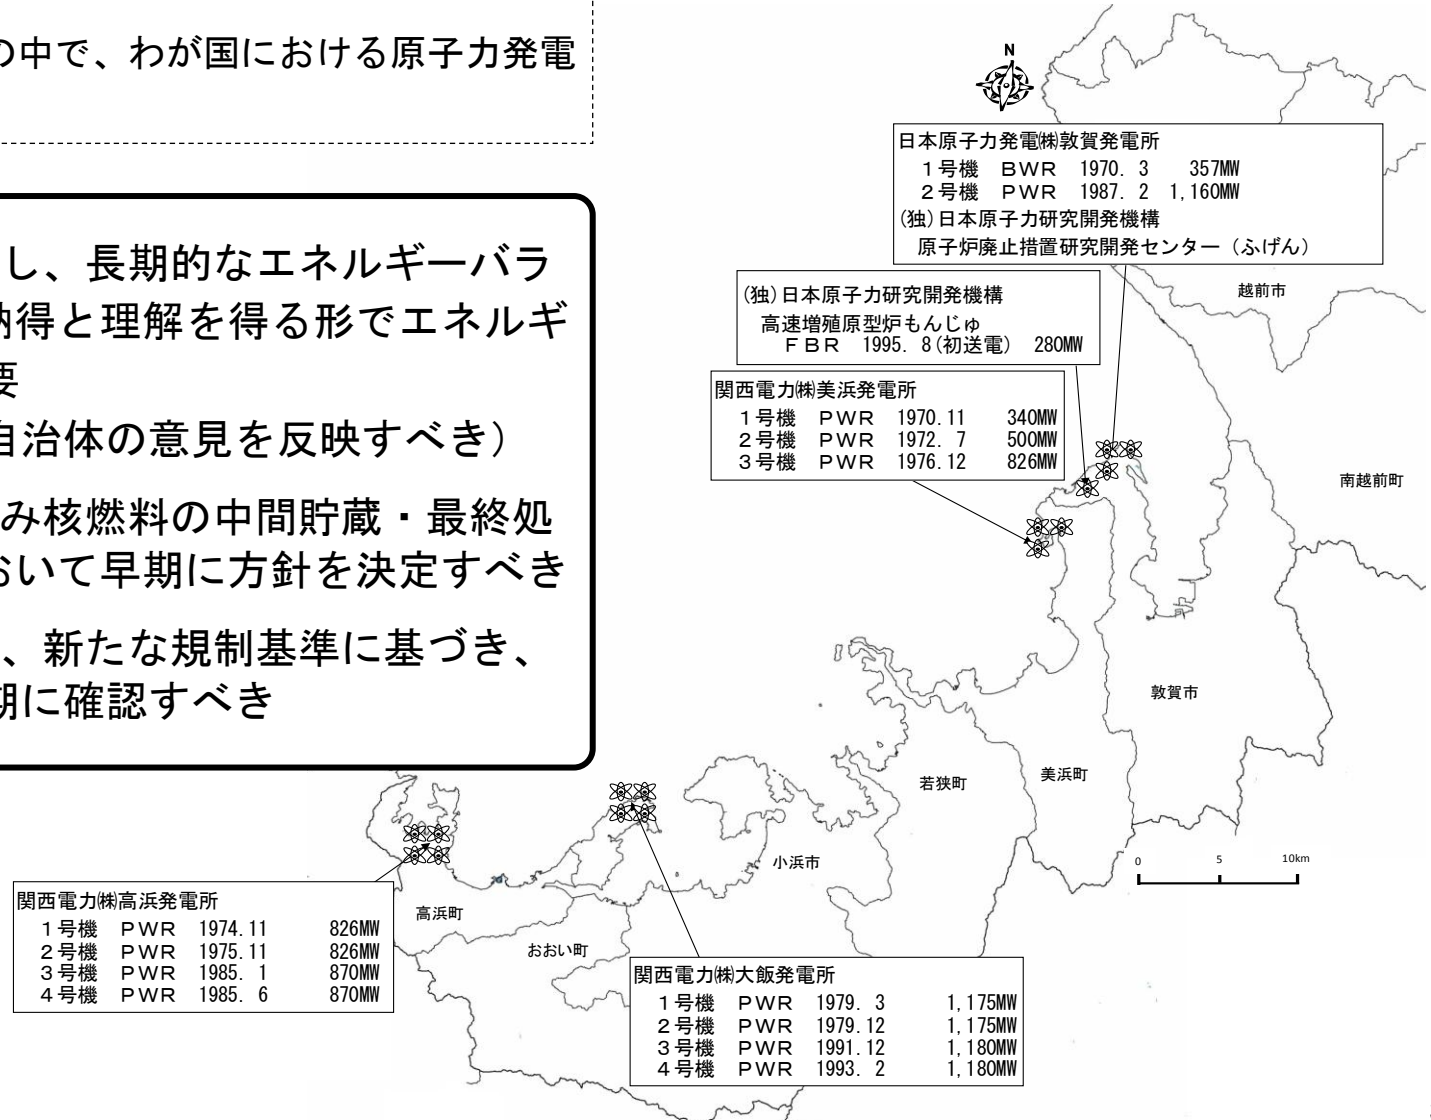 の中で、わが国における原子力発電
し、長期的なエネルギーバラ
納得と理解を得る形でエネルギ
要
自治体の意見を反映すべき）
み核燃料の中間貯蔵・最終処
おいて早期に方針を決定すべき
、新たな規制基準に基づき、
期に確認すべき
N
日本原子力発電㈱敦賀発電所
１号機 ＢＷＲ 1970. 3 357MW
２号機 ＰＷＲ 1987. 2 1,160MW
(独)日本原子力研究開発機構
原子炉廃止措置研究開発センター（ふげん）
(独)日本原子力研究開発機構
高速増殖原型炉もんじゅ
ＦＢＲ 1995. 8(初送電) 280MW
関西電力㈱美浜発電所
１号機 ＰＷＲ 1970.11 340MW
２号機 ＰＷＲ 1972. 7 500MW
３号機 ＰＷＲ 1976.12 826MW
越前市
南越前町
敦賀市
美浜町
若狭町
小浜市
おおい町
高浜町
0 5 10km
関西電力㈱高浜発電所
１号機 ＰＷＲ 1974.11 826MW
２号機 ＰＷＲ 1975.11 826MW
３号機 ＰＷＲ 1985. 1 870MW
４号機 ＰＷＲ 1985. 6 870MW
関西電力㈱大飯発電所
１号機 ＰＷＲ 1979. 3 1,175MW
２号機 ＰＷＲ 1979.12 1,175MW
３号機 ＰＷＲ 1991.12 1,180MW
４号機 ＰＷＲ 1993. 2 1,180MW